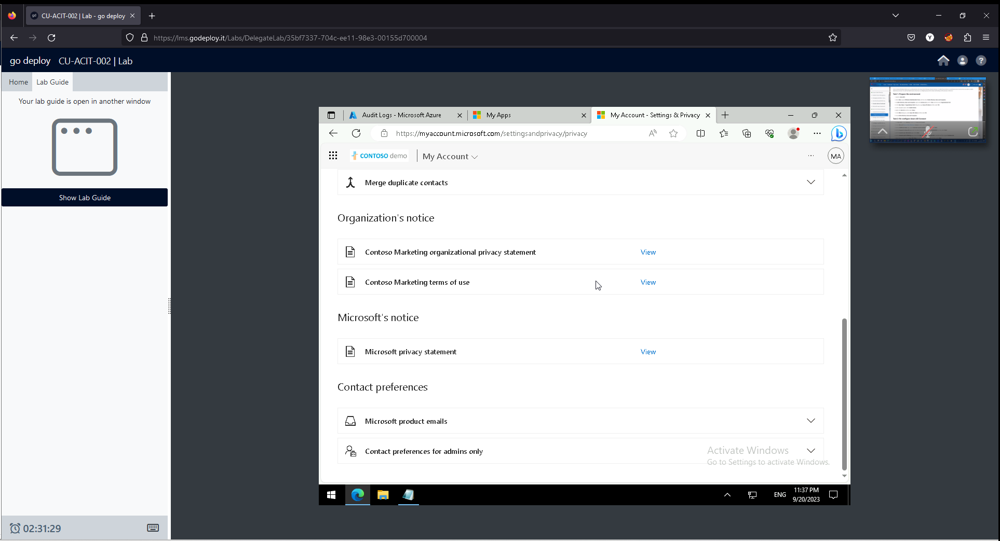 CU-ACIT-002 | Lab - go deploy
https://lms.godeploy.it/Labs/DelegateLab/35bf7337-704c-ee11-98e3-00155d700004
go deploy CU-ACIT-002 | Lab
Home Lab Guide
Your lab guide is open in another window
Show Lab Guide
02:31:29
Audit Logs - Microsoft Azure
My Apps
My Account - Settings & Privacy
https://myaccount.microsoft.com/settingsandprivacy/privacy
CONTOSO demo
My Account
MA
Merge duplicate contacts
Organization's notice
Contoso Marketing organizational privacy statement View
Contoso Marketing terms of use View
Microsoft's notice
Microsoft privacy statement View
Contact preferences
Microsoft product emails
Contact preferences for admins only
Activate Windows
Go to Settings to activate Windows.
ENG
11:37 PM
9/20/2023